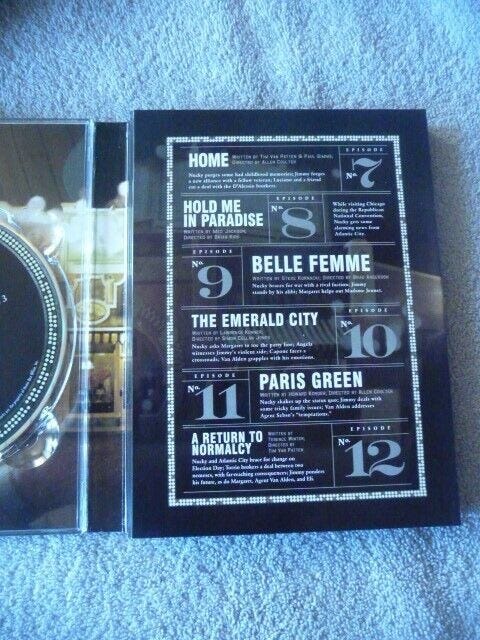 3
HOME WRITTEN BY TIM VAN PATTEN & PAUL SIMMS,
DIRECTED BY ALLEN COULTER
Nucky purges some bad childhood memories; Jimmy forges
a new alliance with a fellow veteran; Luciano and a friend
cut a deal with the D'Alessio brothers.
EPISODE
No. 7
HOLD ME
IN PARADISE
WRITTEN BY MEG JACKSON,
DIRECTED BY BRIAN KIRK
EPISODE
No. 8
While visiting Chicago
during the Republican
National Convention,
Nucky gets some
alarming news from
Atlantic City.
EPISODE
No. 9
BELLE FEMME
WRITTEN BY STEVE KORNACKI, DIRECTED BY BRAD ANDERSON
Nucky braces for war with a rival faction; Jimmy
stands by his alibi; Margaret helps out Madame Jeunet.
THE EMERALD CITY
WRITTEN BY LAWRENCE KONNER,
DIRECTED BY SIMON CELLAN JONES
Nucky asks Margaret to toe the party line; Angela
witnesses Jimmy's violent side; Capone faces a
crossroads; Van Alden grapples with his emotions.
EPISODE
No. 10
EPISODE
No. 11
PARIS GREEN
WRITTEN BY HOWARD KORDER, DIRECTED BY ALLEN COULTER
Nucky shakes up the status quo; Jimmy deals with
some tricky family issues; Van Alden addresses
Agent Sebso's "temptations."
A RETURN TO
NORMALCY
WRITTEN BY
TERENCE WINTER,
DIRECTED BY
TIM VAN PATTEN
Nucky and Atlantic City brace for change on
Election Day; Torrio brokers a deal between two
nemeses, with far-reaching consequences; Jimmy ponders
his future, as do Margaret, Agent Van Alden, and Eli.
EPISODE
No. 12